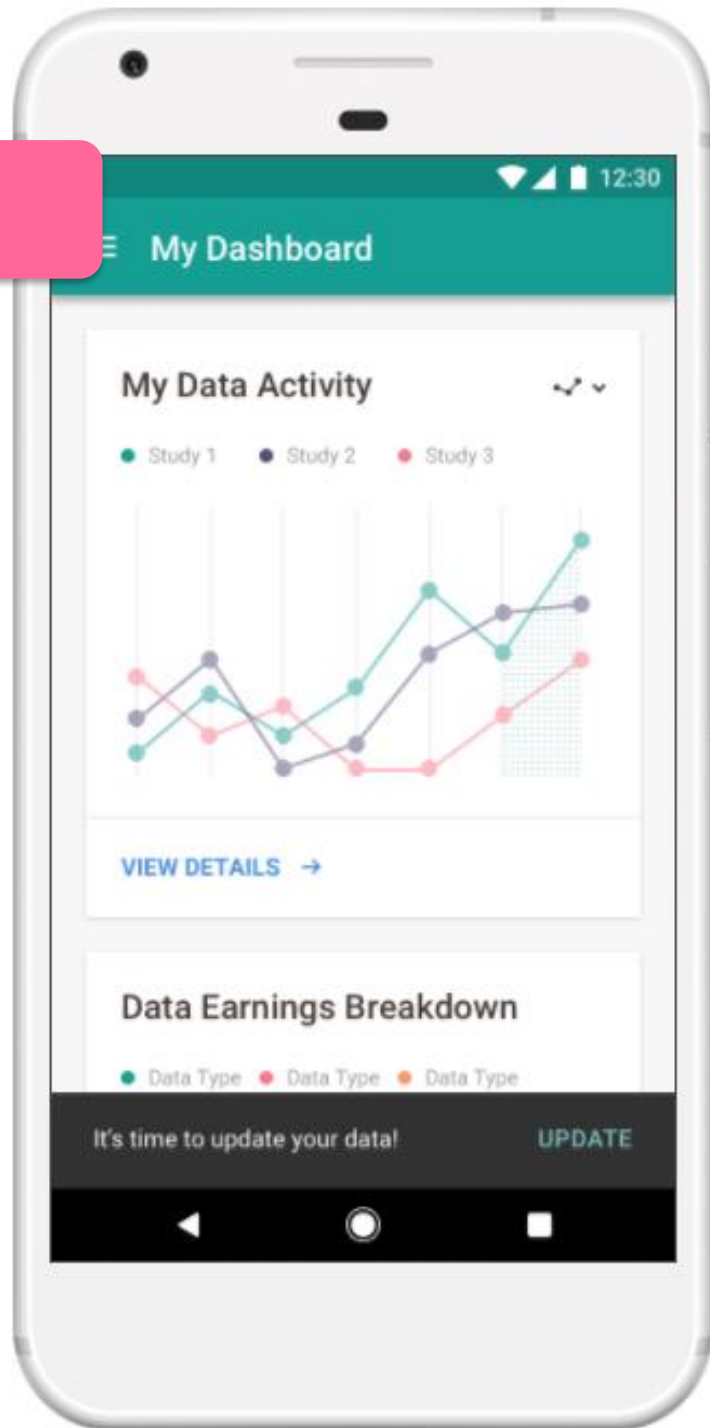 12:30
My Dashboard
My Data Activity
Study 1 Study 2 Study 3
VIEW DETAILS →
Data Earnings Breakdown
Data Type Data Type Data Type
It's time to update your data! UPDATE